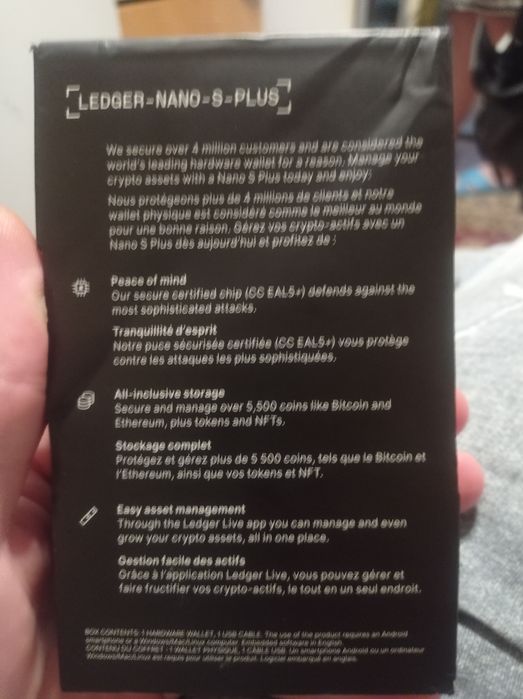 [LEDGER-NANO-S-PLUS]
We secure over 4 million customers and are considered the
world's leading hardware wallet for a reason. Manage your
crypto assets with a Nano S Plus today and enjoy:
Nous protégeons plus de 4 millions de clients et notre
wallet physique est considéré comme le meilleur au monde
pour une bonne raison. Gérez vos crypto-actifs avec un
Nano S Plus dès aujourd'hui et profitez de :
Peace of mind
Our secure certified chip (CC EAL5+) defends against the
most sophisticated attacks.
Tranquillité d'esprit
Notre puce sécurisée certifiée (CC EAL5+) vous protège
contre les attaques les plus sophistiquées.
All-inclusive storage
Secure and manage over 5,500 coins like Bitcoin and
Ethereum, plus tokens and NFTs.
Stockage complet
Protégez et gérez plus de 5 500 coins, tels que le Bitcoin et
l'Ethereum, ainsi que vos tokens et NFT.
Easy asset management
Through the Ledger Live app you can manage and even
grow your crypto assets, all in one place.
Gestion facile des actifs
Grâce à l'application Ledger Live, vous pouvez gérer et
faire fructifier vos crypto-actifs, le tout en un seul endroit.
BOX CONTENTS: 1 HARDWARE WALLET, 1 USB CABLE. The use of the product requires an Android
smartphone or a Windows/Mac/Linux computer. Embedded software in English.
CONTENU DU COFFRET : 1 WALLET PHYSIQUE, 1 CÂBLE USB. Un smartphone Android ou un ordinateur
Windows/Mac/Linux est requis pour utiliser le produit. Logiciel embarqué en anglais.